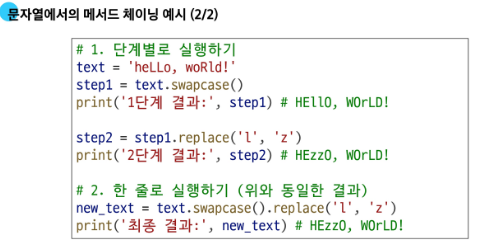 문자열에서의 메서드 체이닝 예시 (2/2)
# 1. 단계별로 실행하기
text = 'heLLo, woRld!'
step1 = text.swapcase()
print('1단계 결과:', step1) # HEllO, WOrLD!
step2 = step1.replace('l', 'z')
print('2단계 결과:', step2) # HEzzO, WOrLD!
# 2. 한 줄로 실행하기 (위와 동일한 결과)
new_text = text.swapcase().replace('l', 'z')
print('최종 결과:', new_text) # HEzzO, WOrLD!